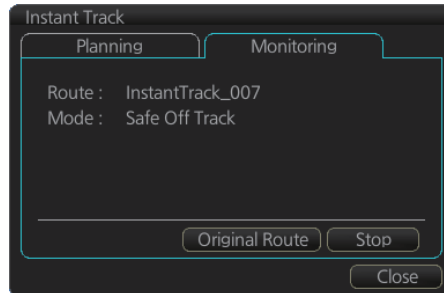 Instant Track
Planning Monitoring
Route : InstantTrack_007
Mode : Safe Off Track
Original Route Stop
Close